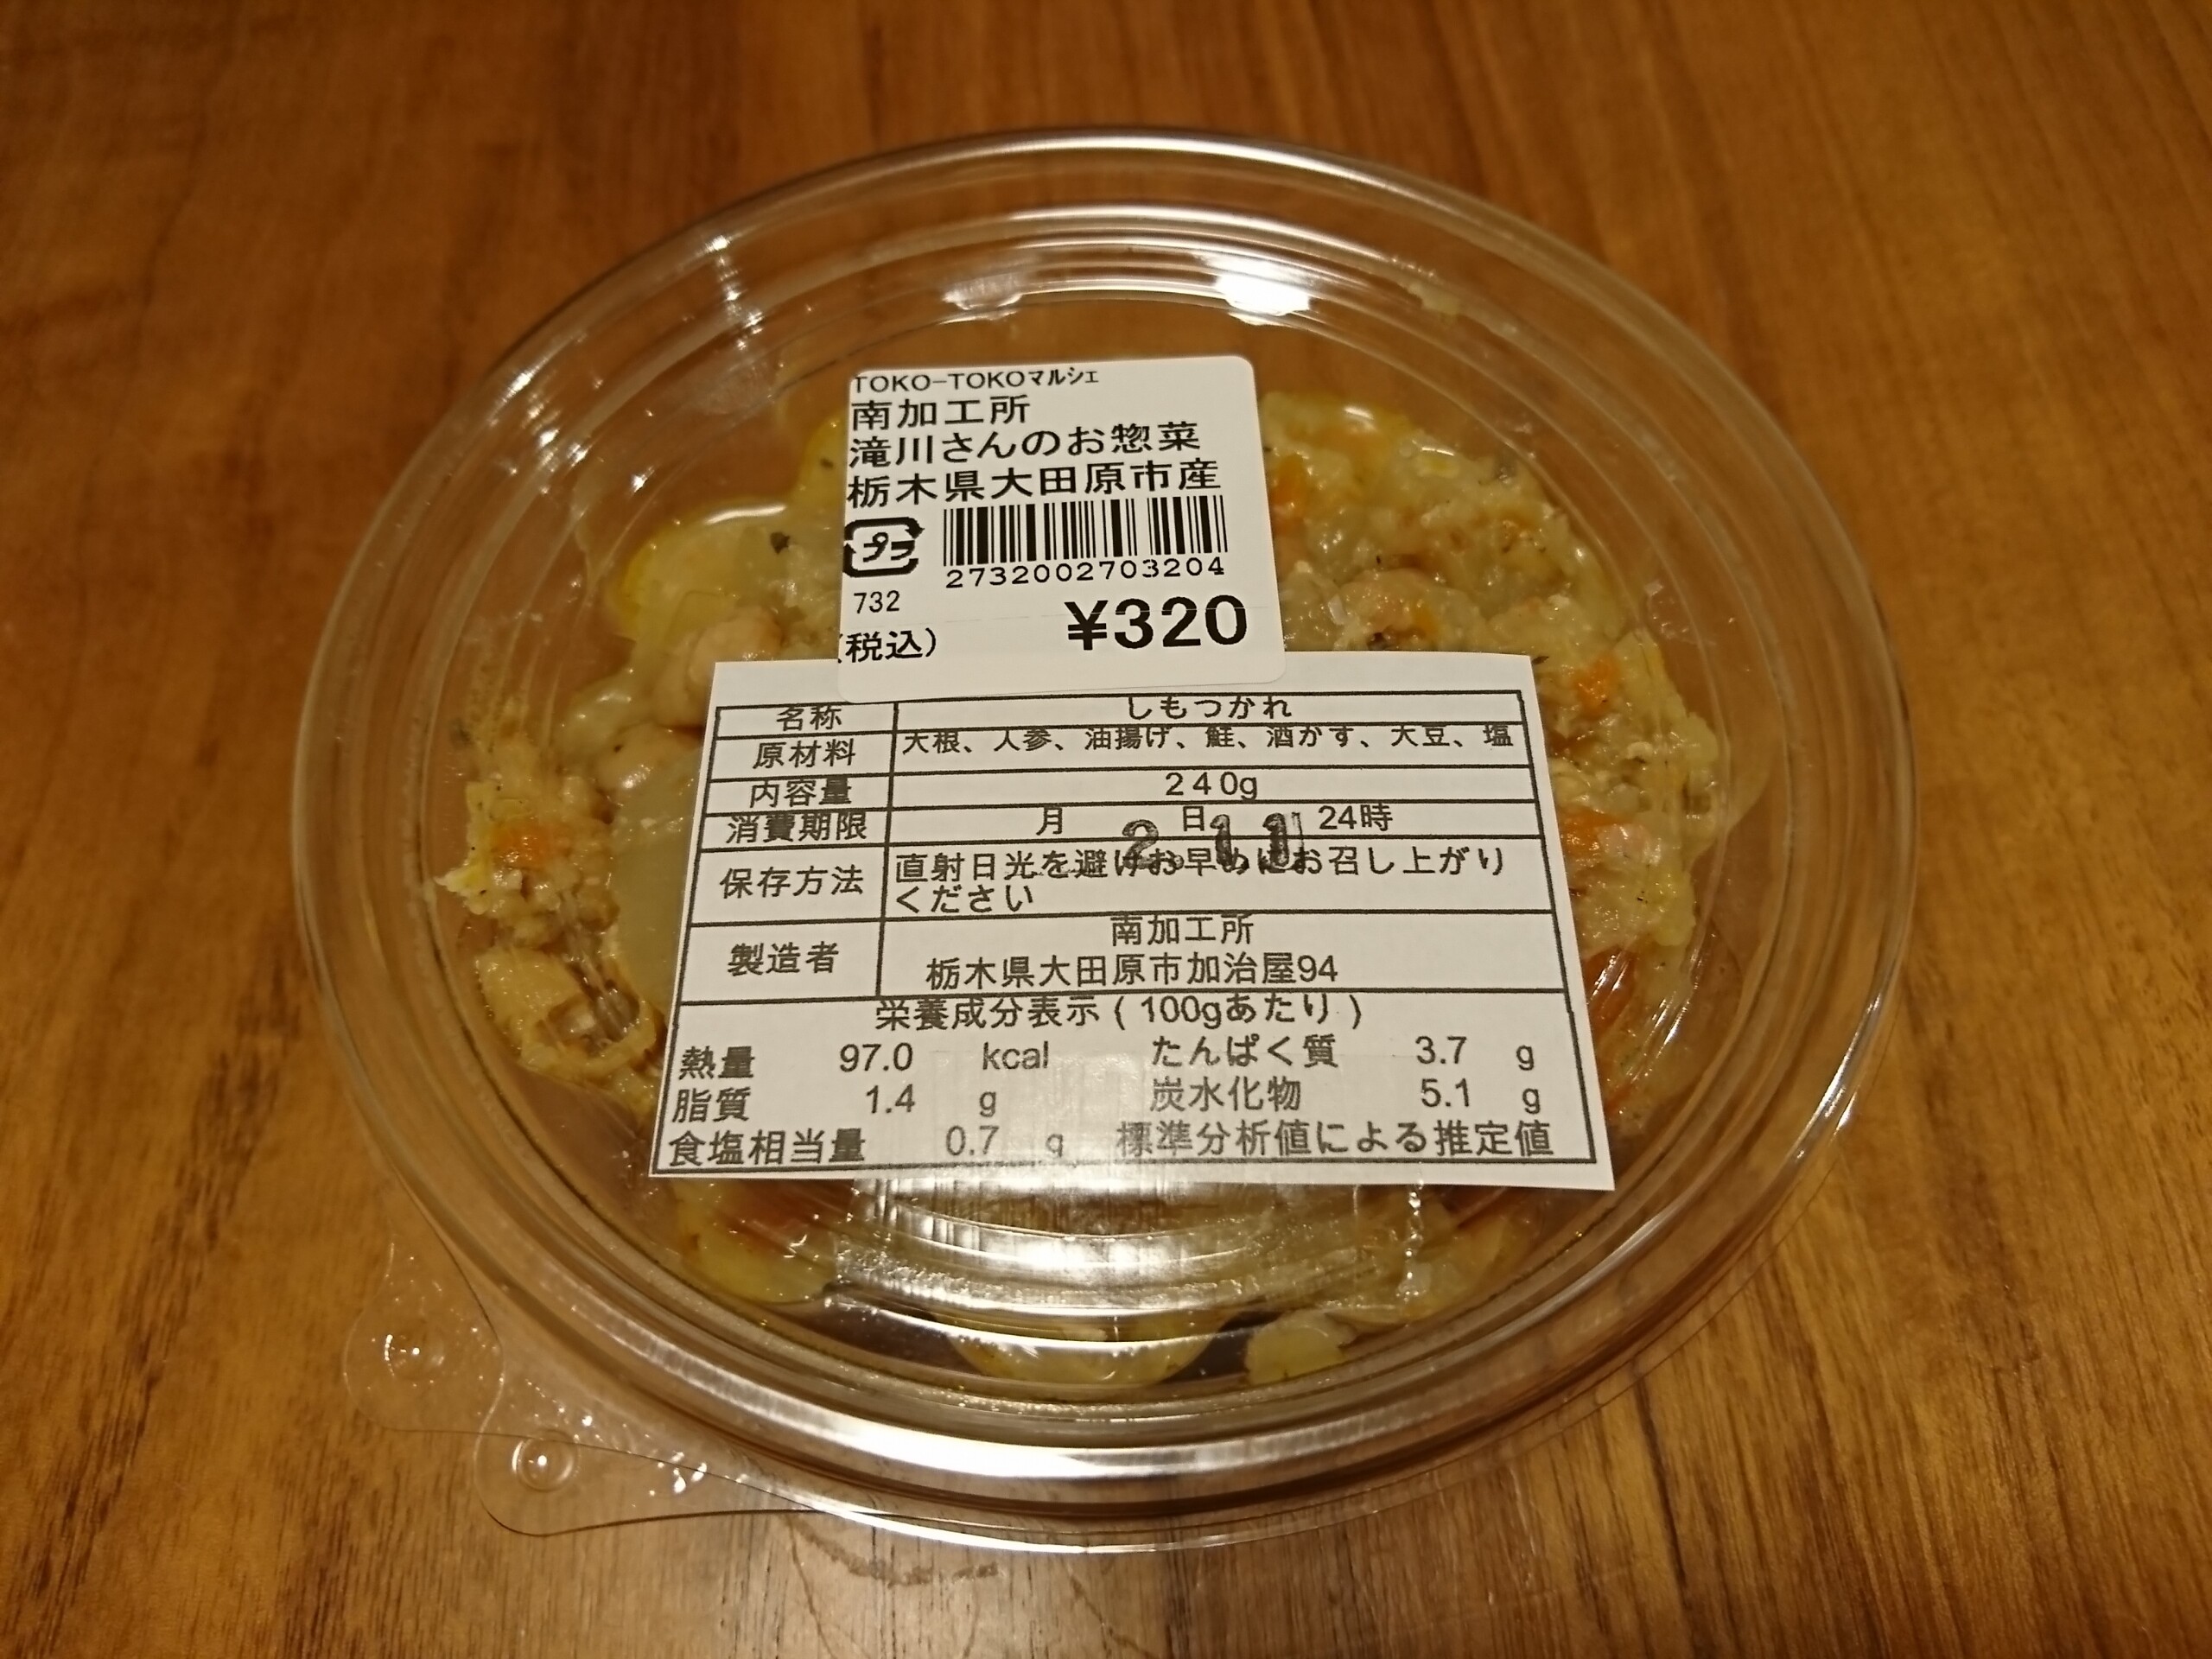 TOKO-TOKOマルシェ
南加工所
滝川さんのお惣菜
栃木県大田原市産
プラ
2732002703204
732
(税込) ¥320
名称 しもつかれ
原材料 大根、人参、油揚げ、鮭、酒かす、大豆、塩
内容量 240g
消費期限 月 日 24時
2. 11
保存方法 直射日光を避けお早めにお召し上がり
ください
製造者 南加工所
栃木県大田原市加治屋94
栄養成分表示(100gあたり)
熱量 97.0 kcal たんぱく質 3.7 g
脂質 1.4 g 炭水化物 5.1 g
食塩相当量 0.7 g 標準分析値による推定値